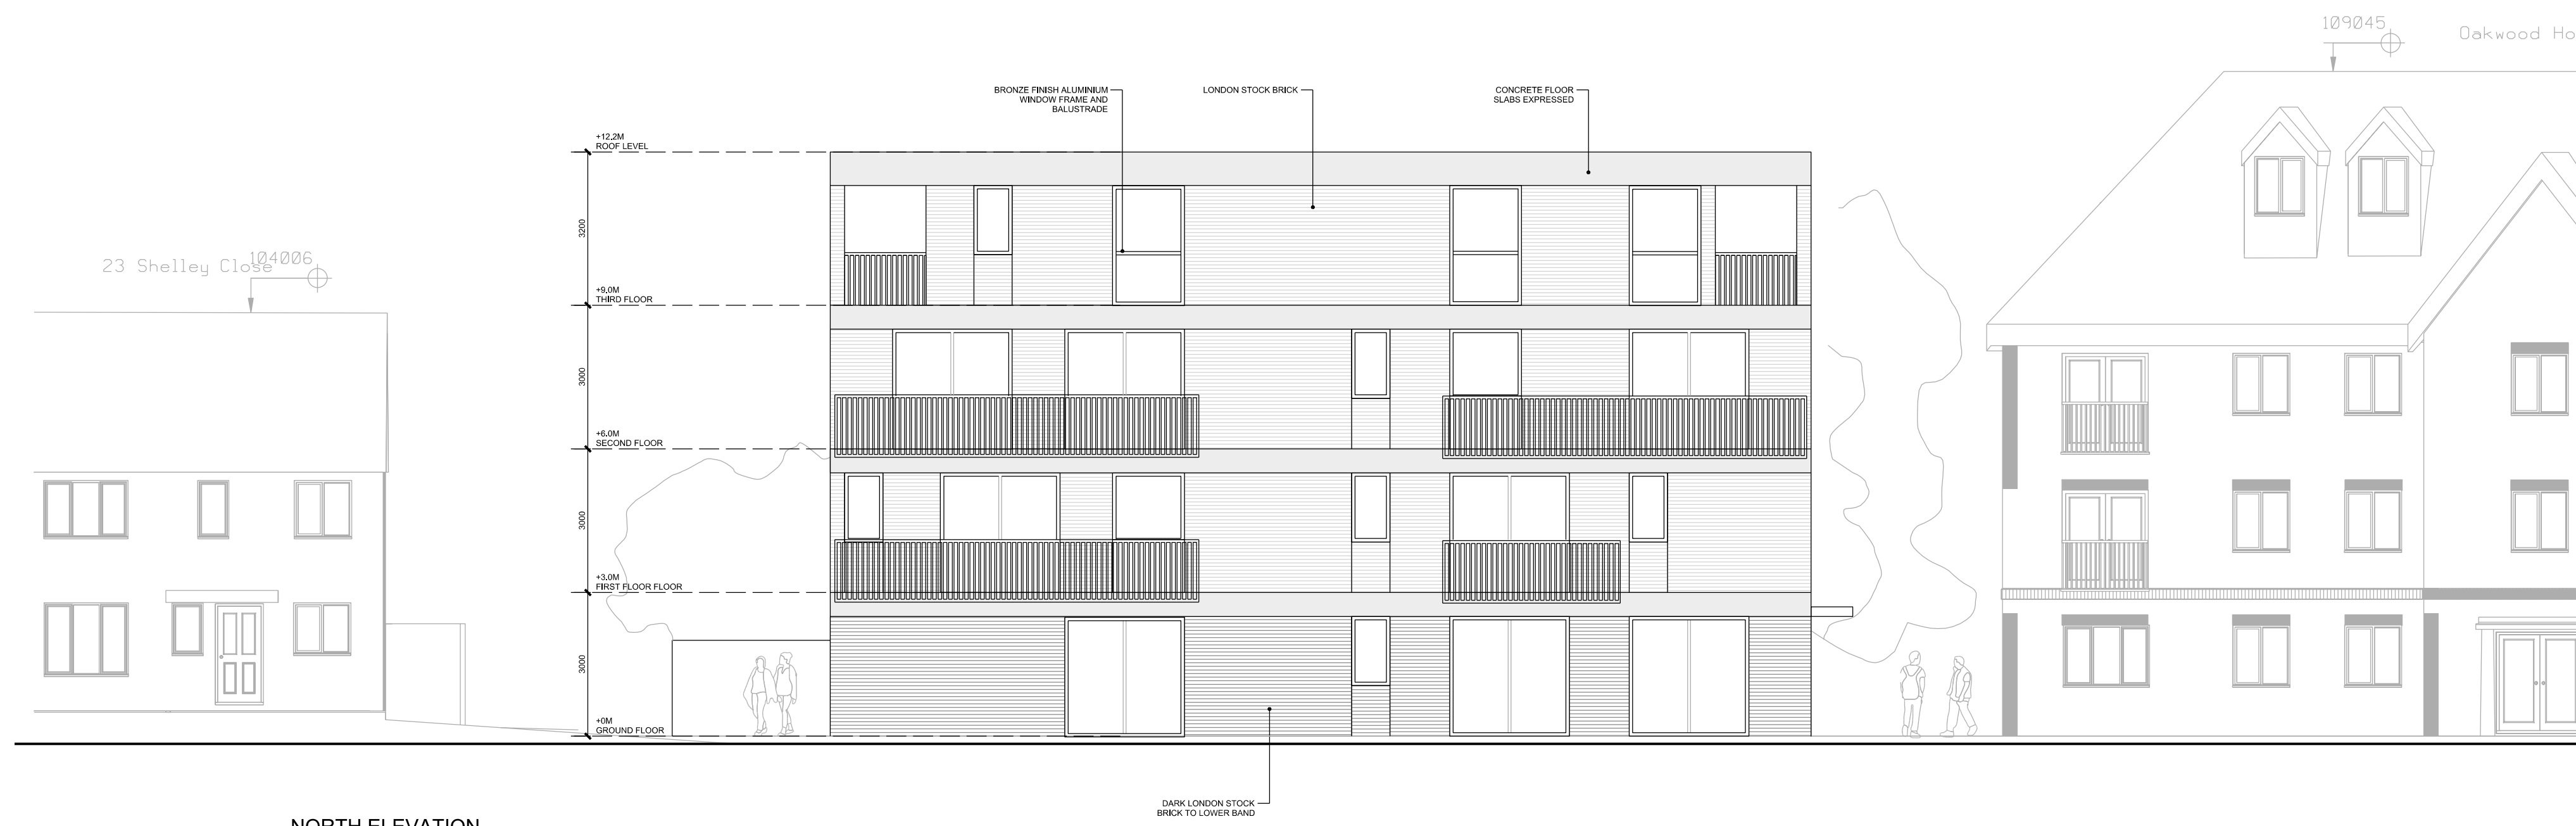 109045
Oakwood Ho
BRONZE FINISH ALUMINIUM
WINDOW FRAME AND
BALUSTRADE
LONDON STOCK BRICK
CONCRETE FLOOR
SLABS EXPRESSED
+12.2M
ROOF LEVEL
3200
23 Shelley Close
104006
+9.0M
THIRD FLOOR
3000
+6.0M
SECOND FLOOR
3000
+3.0M
FIRST FLOOR FLOOR
3000
+0M
GROUND FLOOR
DARK LONDON STOCK
BRICK TO LOWER BAND
NORTH ELEVATION